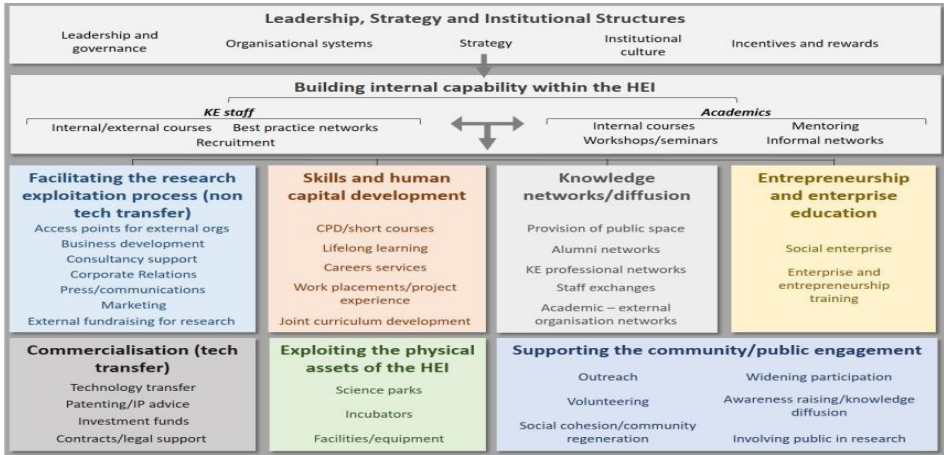 Leadership, Strategy and Institutional Structures
Leadership and
governance
Organisational systems
Strategy
Institutional
culture
Incentives and rewards
Building internal capability within the HEI
KE staff
Internal/external courses
Best practice networks
Recruitment
Academics
Internal courses
Mentoring
Workshops/seminars
Informal networks
Facilitating the research
exploitation process (non
tech transfer)
Access points for external orgs
Business development
Consultancy support
Corporate Relations
Press/communications
Marketing
External fundraising for research
Skills and human
capital development
CPD/short courses
Lifelong learning
Careers services
Work placements/project
experience
Joint curriculum development
Knowledge
networks/diffusion
Provision of public space
Alumni networks
KE professional networks
Staff exchanges
Academic – external
organisation networks
Entrepreneurship
and enterprise
education
Social enterprise
Enterprise and
entrepreneurship
training
Commercialisation (tech
transfer)
Technology transfer
Patenting/IP advice
Investment funds
Contracts/legal support
Exploiting the physical
assets of the HEI
Science parks
Incubators
Facilities/equipment
Supporting the community/public engagement
Outreach
Volunteering
Social cohesion/community
regeneration
Widening participation
Awareness raising/knowledge
diffusion
Involving public in research